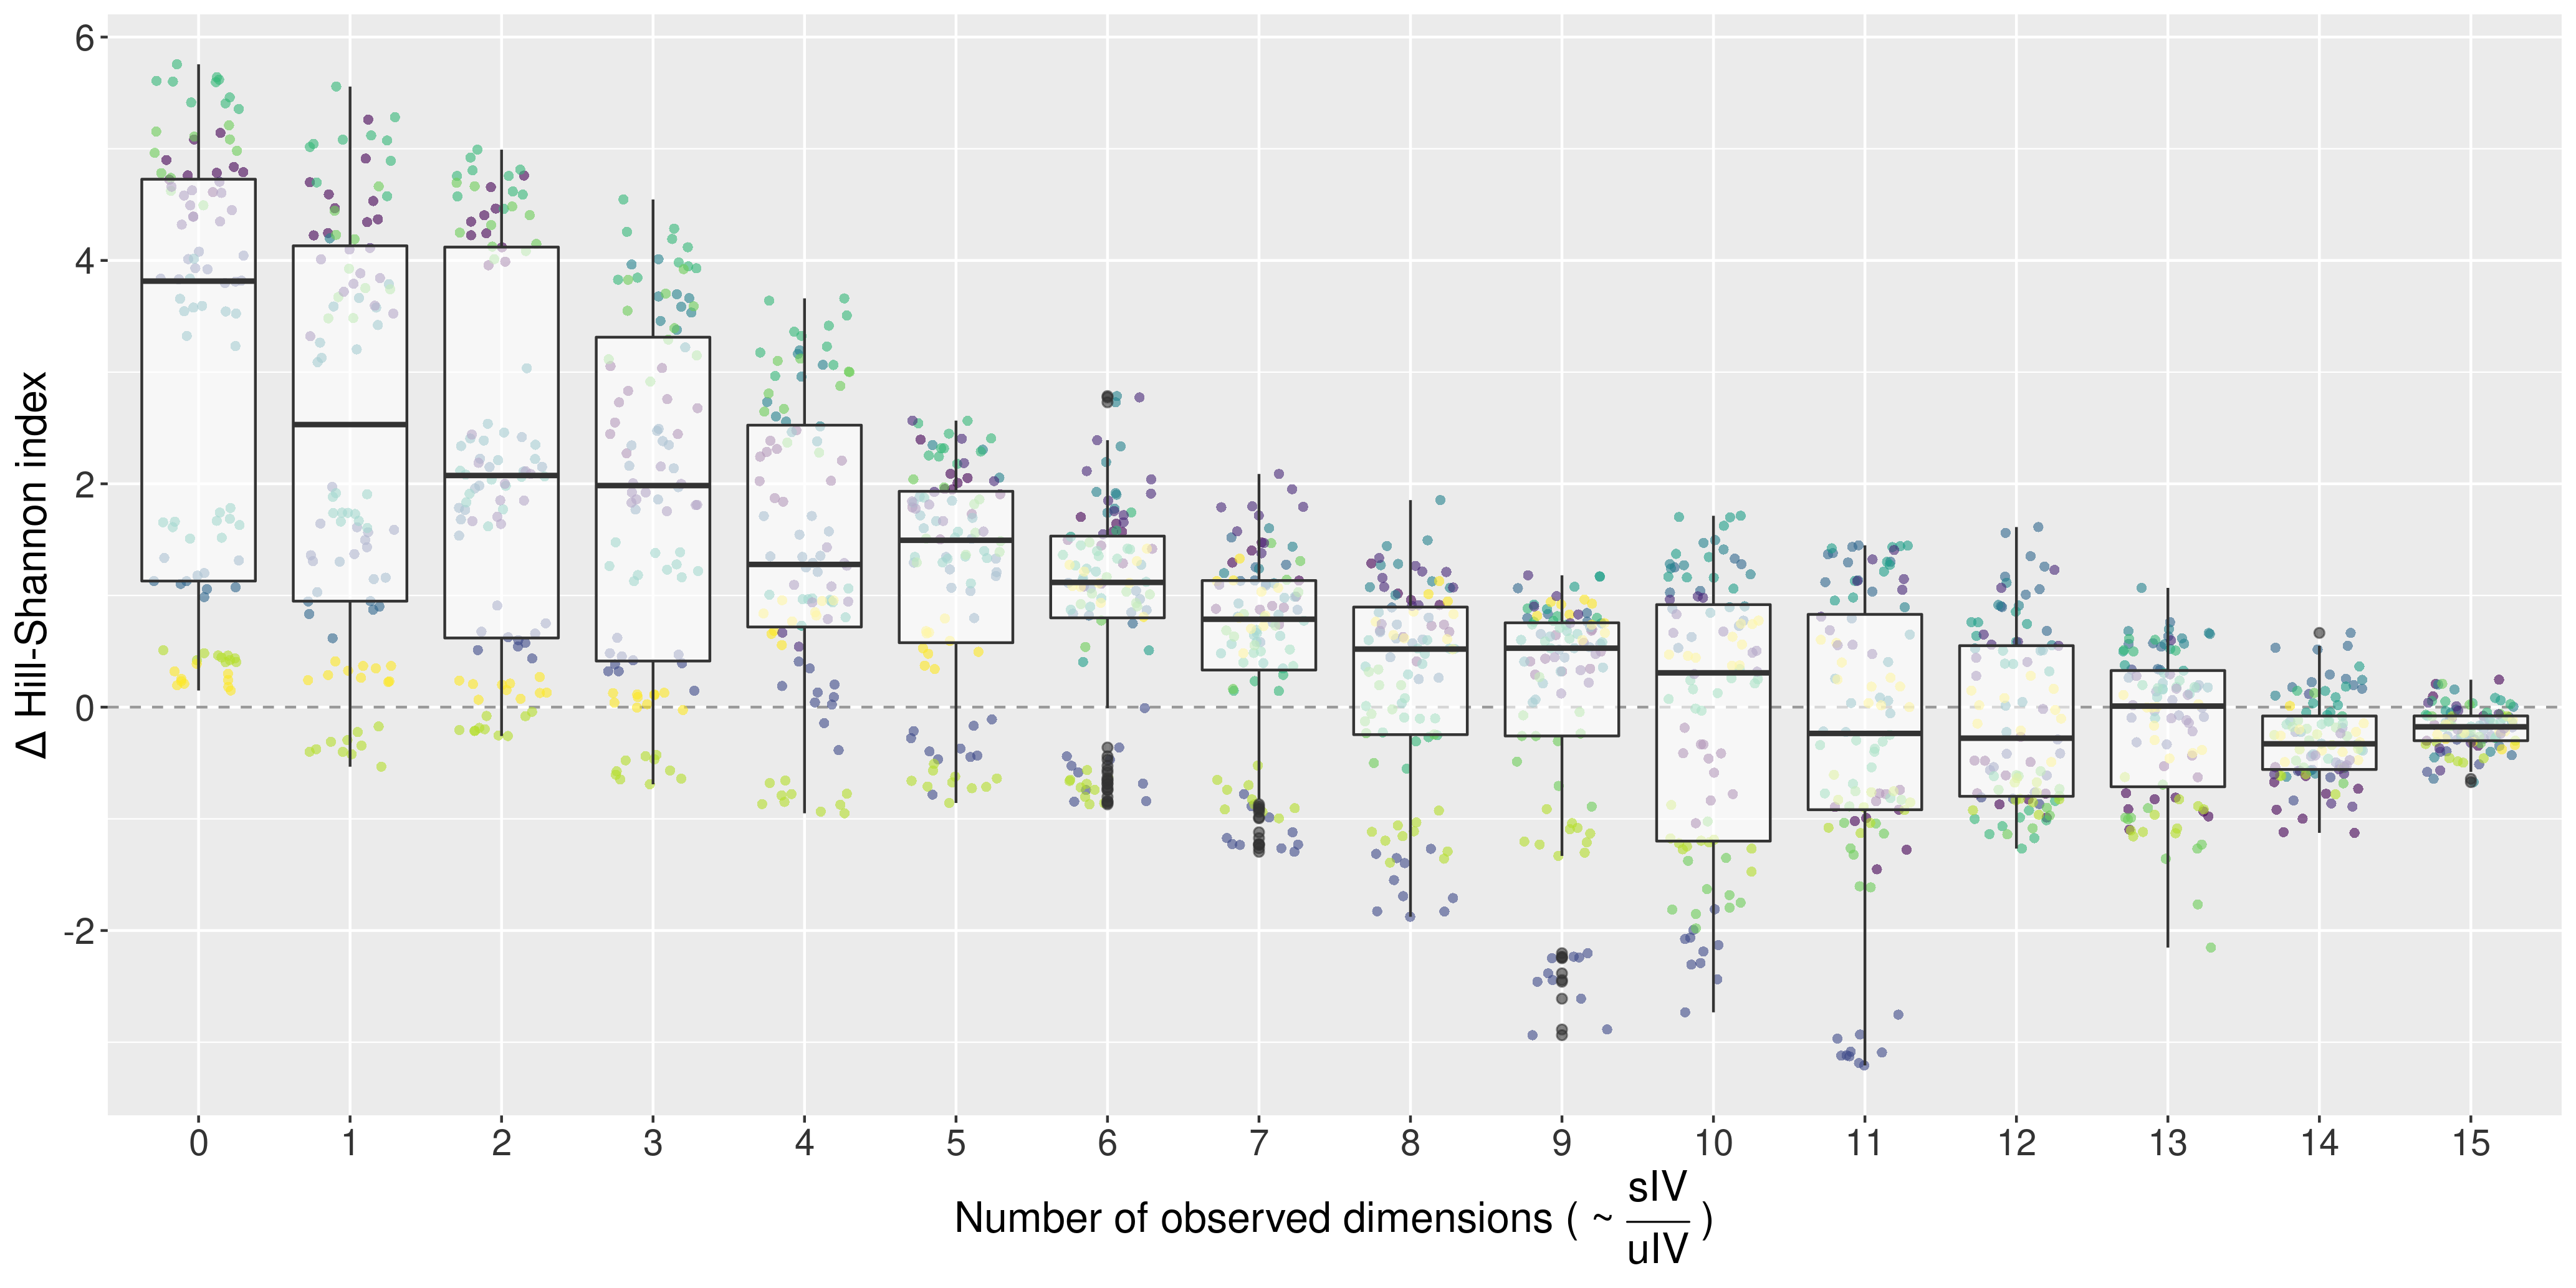 Δ Hill-Shannon index
6
4
2
0
-2
0 1 2 3 4 5 6 7 8 9 10 11 12 13 14 15
Number of observed dimensions ( ~ sIV / uIV )